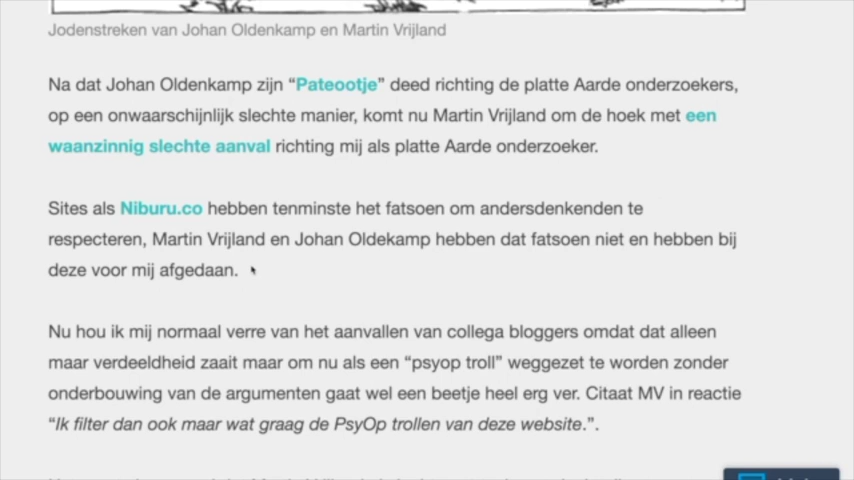 Jodenstreken van Johan Oldenkamp en Martin Vrijland
Na dat Johan Oldenkamp zijn “Pateootje” deed richting de platte Aarde onderzoekers,
op een onwaarschijnlijk slechte manier, komt nu Martin Vrijland om de hoek met een
waanzinnig slechte aanval richting mij als platte Aarde onderzoeker.
Sites als Niburu.co hebben tenminste het fatsoen om andersdenkenden te
respecteren, Martin Vrijland en Johan Oldekamp hebben dat fatsoen niet en hebben bij
deze voor mij afgedaan.
Nu hou ik mij normaal verre van het aanvallen van collega bloggers omdat dat alleen
maar verdeeldheid zaait maar om nu als een “psyop troll” weggezet te worden zonder
onderbouwing van de argumenten gaat wel een beetje heel erg ver. Citaat MV in reactie
“Ik filter dan ook maar wat graag de PsyOp trollen van deze website.”.